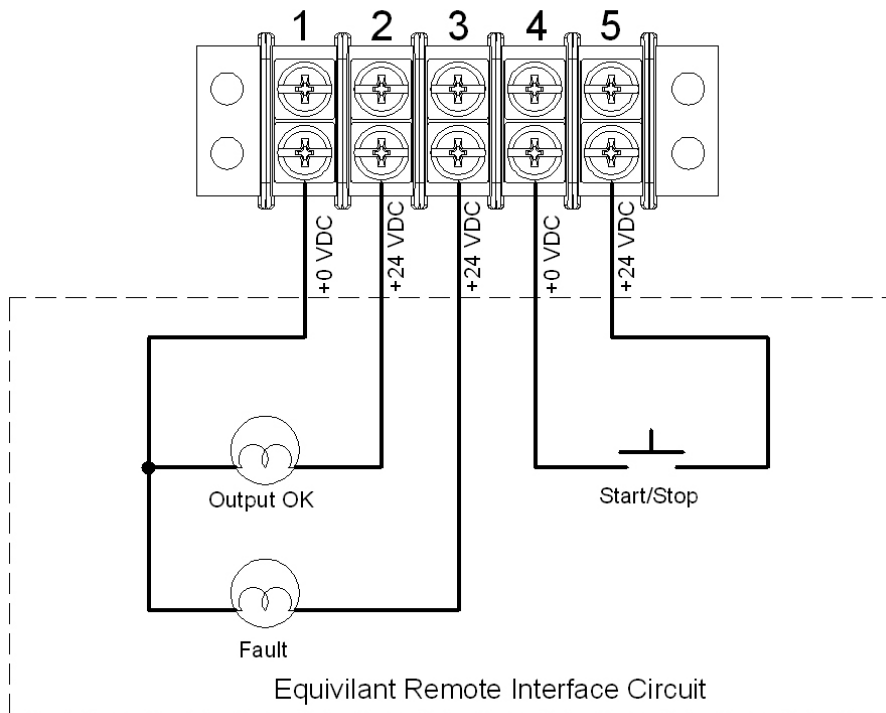 1 2 3 4 5
+0 VDC
+24 VDC
+24 VDC
+0 VDC
+24 VDC
Output OK
Start/Stop
Fault
Equivilant Remote Interface Circuit